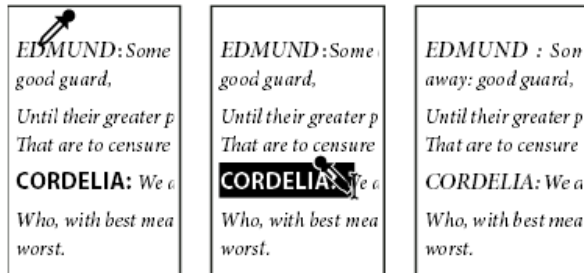 EDMUND: Some
good guard,
Until their greater p
That are to censure
CORDELIA: We a
Who, with best mea
worst.
EDMUND: Some
good guard,
Until their greater p
That are to censure
CORDELIA: We a
Who, with best mea
worst.
EDMUND : Som
away: good guard,
Until their greater p
That are to censure
CORDELIA: We a
Who, with best mea
worst.